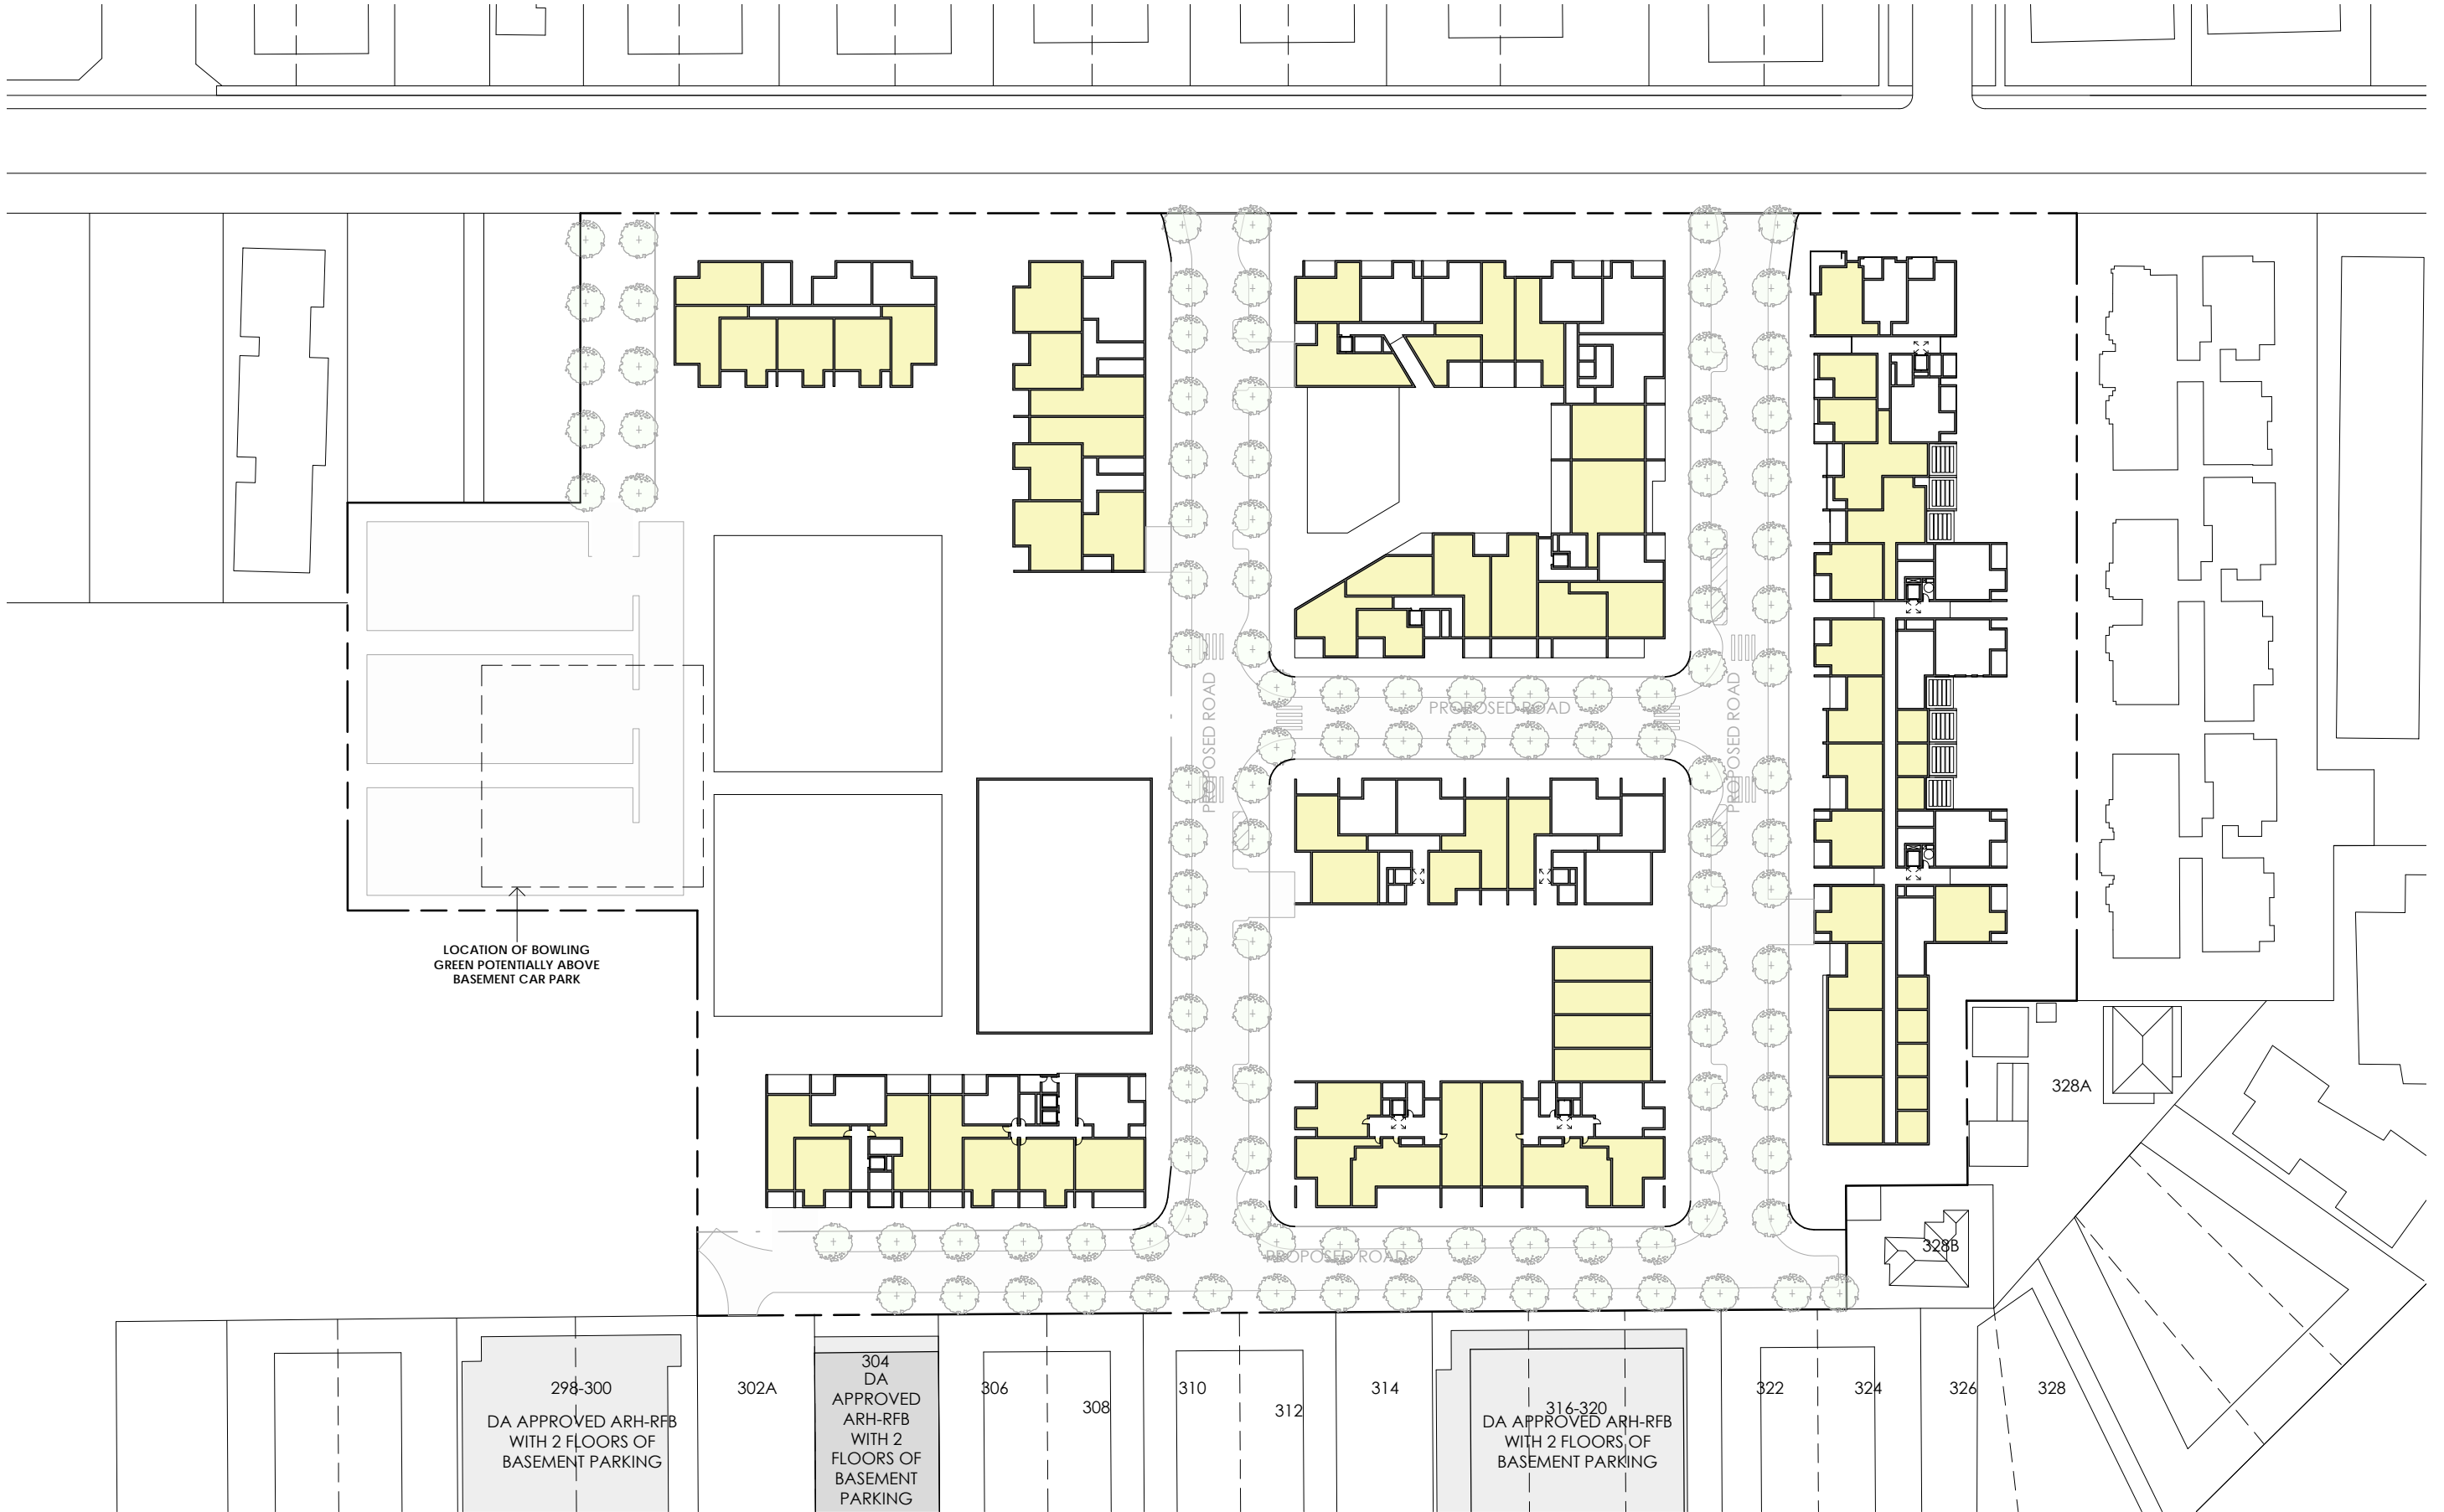 PROPOSED ROAD
PROPOSED ROAD
PROPOSED ROAD
LOCATION OF BOWLING
GREEN POTENTIALLY ABOVE
BASEMENT CAR PARK
328A
328B
PROPOSED ROAD
298-300
DA APPROVED ARH-RFB
WITH 2 FLOORS OF
BASEMENT PARKING
302A
304
DA
APPROVED
ARH-RFB
WITH 2
FLOORS OF
BASEMENT
PARKING
306
308
310
312
314
316-320
DA APPROVED ARH-RFB
WITH 2 FLOORS OF
BASEMENT PARKING
322
324
326
328